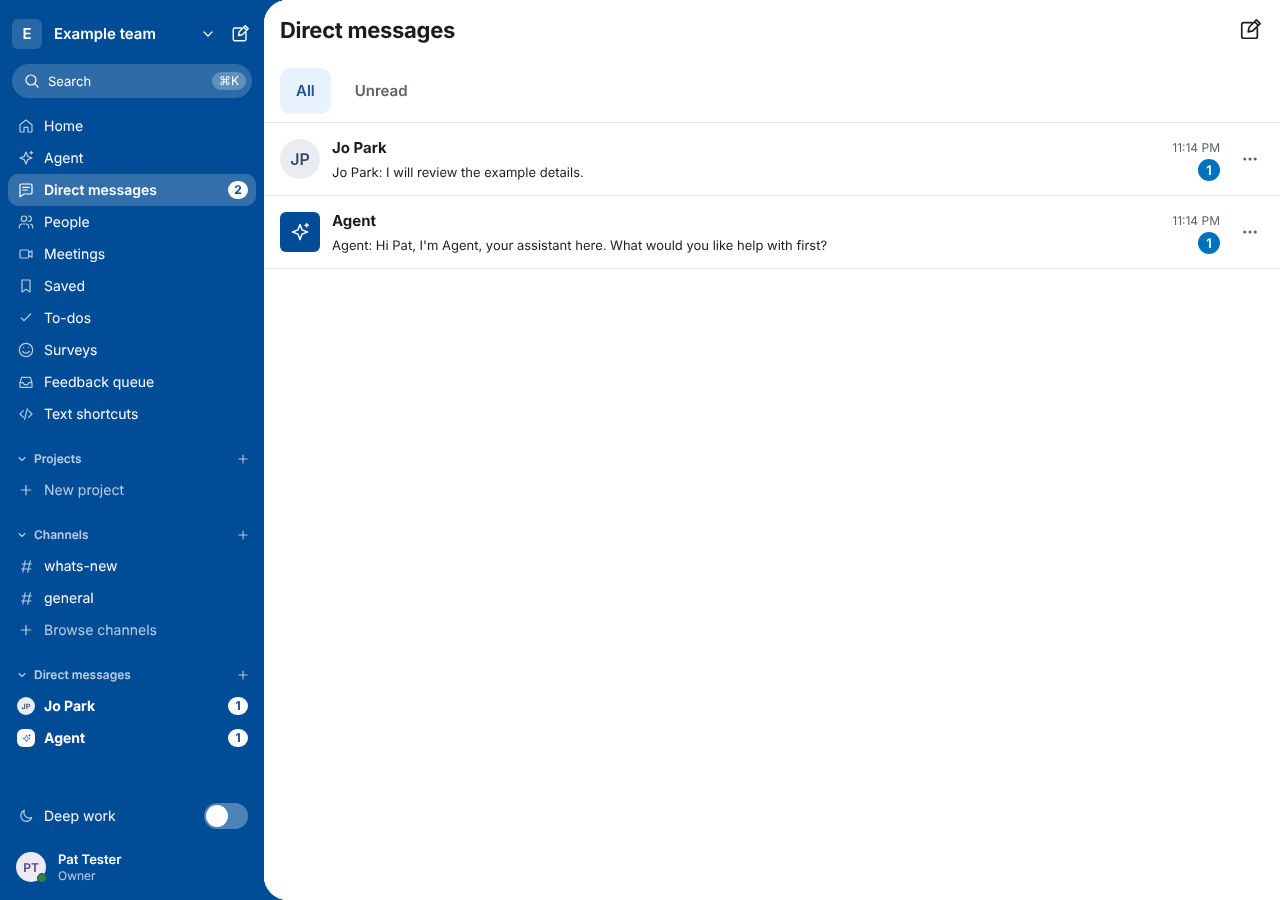 E Example team
Search ⌘K
Home
Agent
Direct messages 2
People
Meetings
Saved
To-dos
Surveys
Feedback queue
Text shortcuts
Projects
New project
Channels
whats-new
general
Browse channels
Direct messages
JP Jo Park 1
Agent 1
Deep work
PT Pat Tester
Owner
Direct messages
All Unread
JP Jo Park 11:14 PM
Jo Park: I will review the example details. 1
Agent 11:14 PM
Agent: Hi Pat, I'm Agent, your assistant here. What would you like help with first? 1